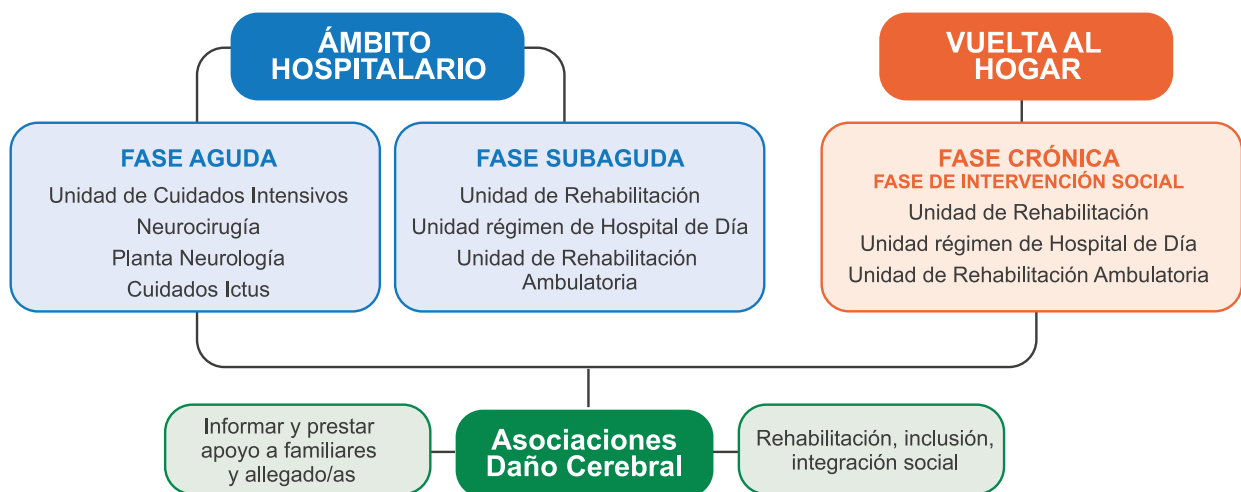 ÁMBITO
HOSPITALARIO
VUELTA AL
HOGAR
FASE AGUDA
Unidad de Cuidados Intensivos
Neurocirugía
Planta Neurología
Cuidados Ictus
FASE SUBAGUDA
Unidad de Rehabilitación
Unidad régimen de Hospital de Día
Unidad de Rehabilitación
Ambulatoria
FASE CRÓNICA
FASE DE INTERVENCIÓN SOCIAL
Unidad de Rehabilitación
Unidad régimen de Hospital de Día
Unidad de Rehabilitación Ambulatoria
Informar y prestar
apoyo a familiares
y allegado/as
Asociaciones
Daño Cerebral
Rehabilitación, inclusión,
integración social